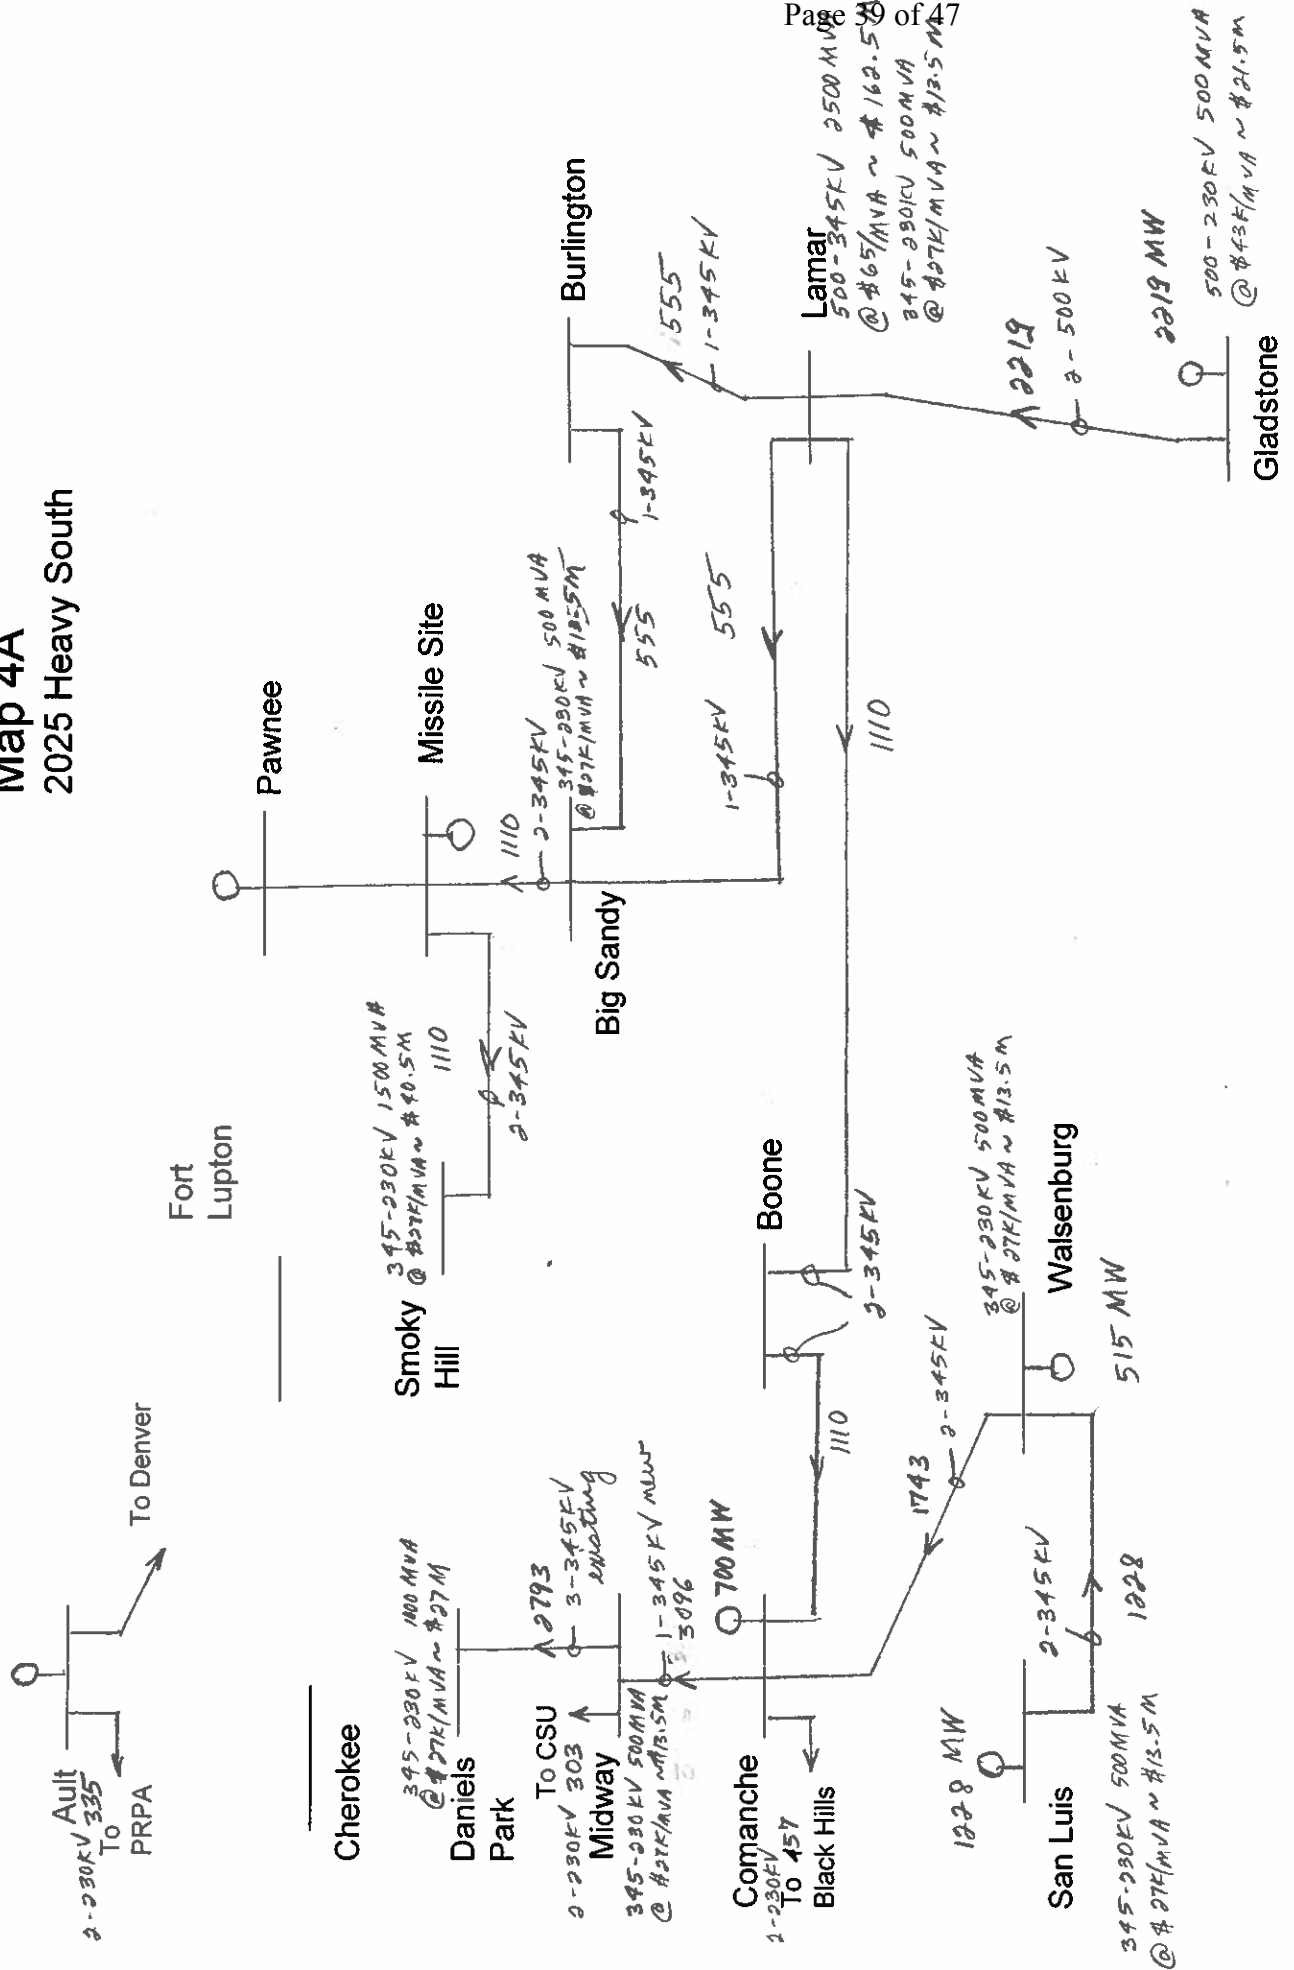 Page 39 of 47
Map 4A
2025 Heavy South
Ault
2-230KV 335
To
PRPA
To Denver
Fort
Lupton
Pawnee
Cherokee
Missile Site
Smoky
Hill
345-230KV 1500MVA
@ $27K/MVA ~ $40.5M
1110
2-345KV
1110
2-345KV
345-230KV 500MVA
@ $27K/MVA ~ $13.5M
Big Sandy
Burlington
1-345KV
555
555
1-345KV
Daniels
Park
345-230KV 1000 MVA
@ $27K/MVA ~ $27M
2793
3-345KV
existing
To CSU
2-230KV 303
Midway
345-230KV 500MVA
@ $27K/MVA ~ $13.5M
1-345KV new
3096
700MW
Comanche
2-230KV
To 457
Black Hills
Boone
1110
2-345KV
1110
1-345KV
555
Lamar
500-345KV 2500MVA
@ $65/MVA ~ $162.5M
345-230KV 500MVA
@ $27K/MVA ~ $13.5M
2219
2-500KV
2219 MW
Gladstone
500-230KV 500MVA
@ $43K/MVA ~ $21.5M
1743
2-345KV
Walsenburg
345-230KV 500MVA
@ $27K/MVA ~ $13.5M
515 MW
San Luis
1228 MW
2-345KV
1228
345-230KV 500MVA
@ $27K/MVA ~ $13.5M